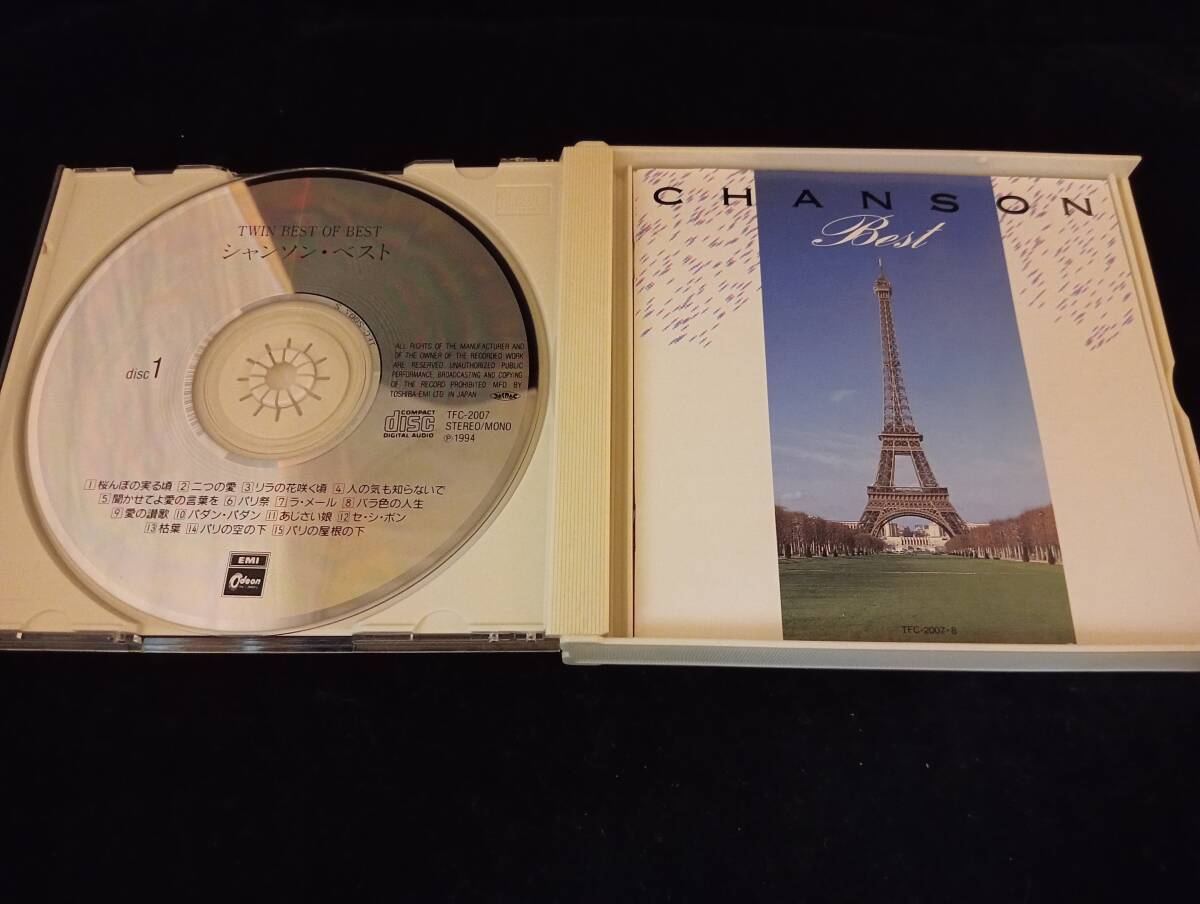 TWIN BEST OF BEST
シャンソン・ベスト
disc 1
ALL RIGHTS OF THE MANUFACTURER AND
OF THE OWNER OF THE RECORDED WORK
ARE RESERVED UNAUTHORIZED PUBLIC
PERFORMANCE, BROADCASTING AND COPYING
OF THE RECORD PROHIBITED MFD BY
TOSHIBA-EMI LTD IN JAPAN
COMPACT
disc
DIGITAL AUDIO
TFC-2007
STEREO/MONO
℗1994
1 桜んぼの実る頃 2 二つの愛 3 リラの花咲く頃 4 人の気も知らないで
5 聞かせてよ愛の言葉を 6 パリ祭 7 ラ・メール 8 バラ色の人生
9 愛の讃歌 10 パダン・パダン 11 あじさい娘 12 セ・シ・ボン
13 枯葉 14 パリの空の下 15 パリの屋根の下
EMI
Odeon
CHANSON
Best
TFC-2007-8